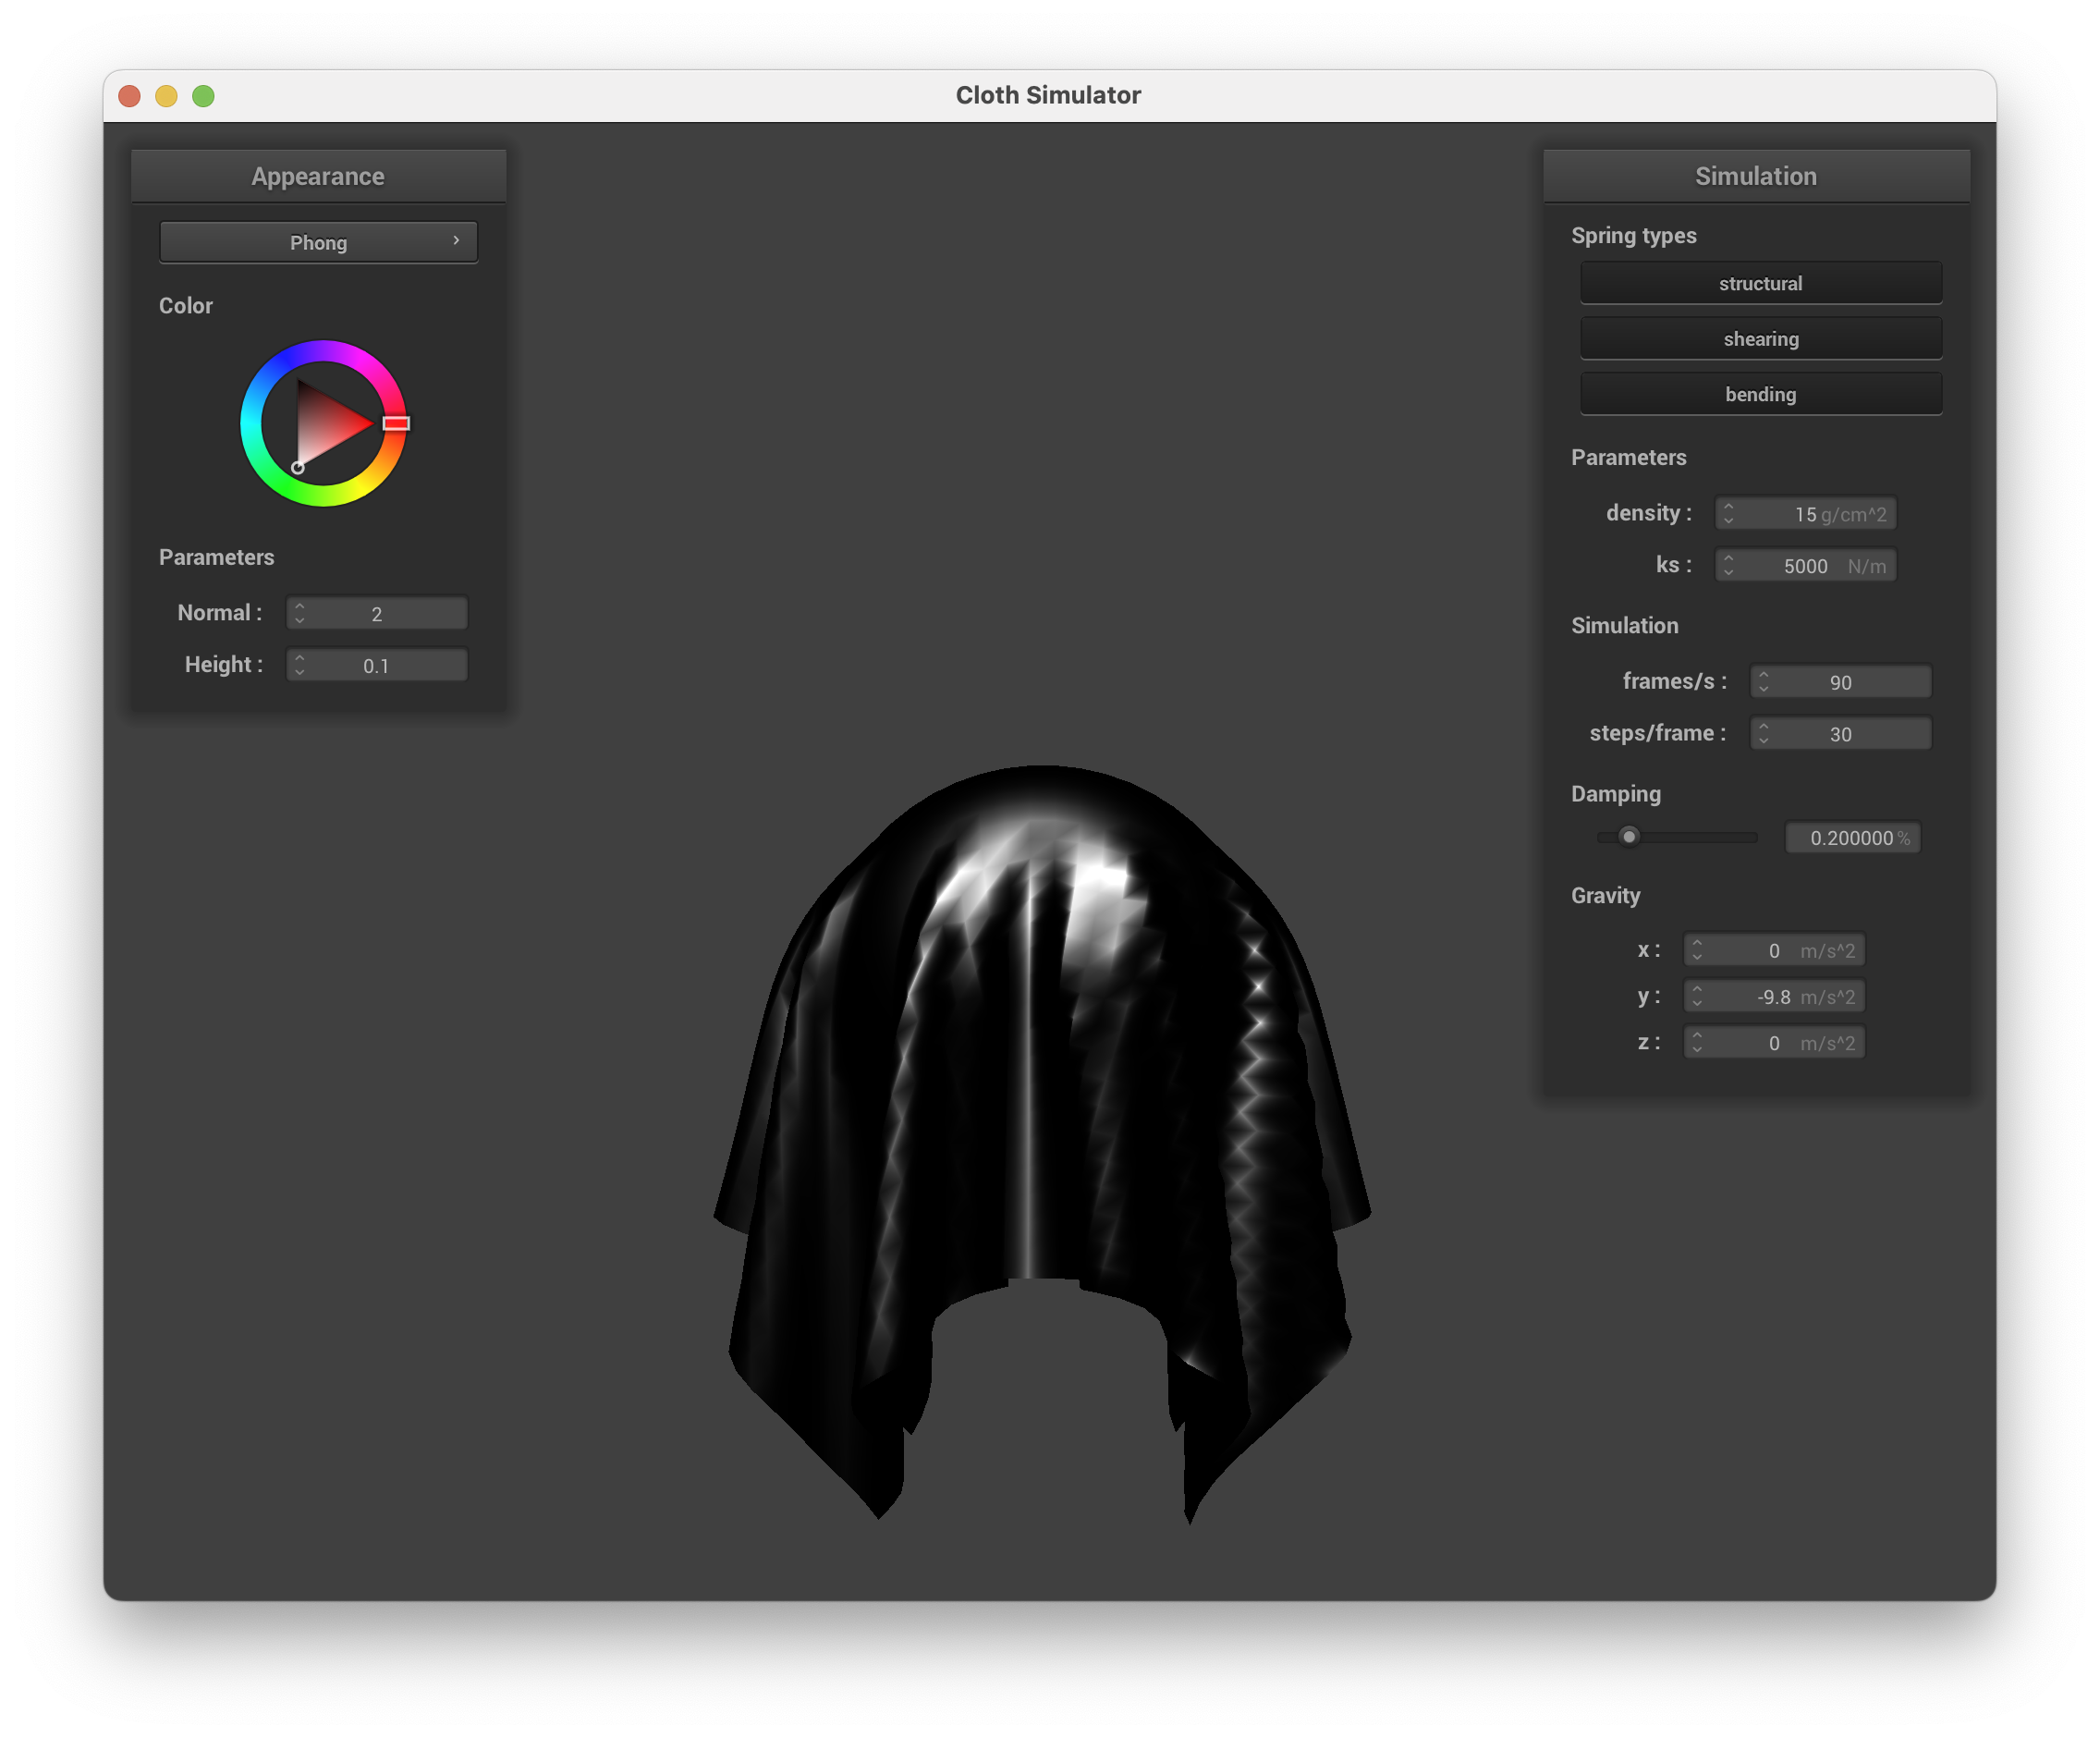 Cloth Simulator
Appearance
Phong
Color
Parameters
Normal : 2
Height : 0.1
Simulation
Spring types
structural
shearing
bending
Parameters
density : 15 g/cm^2
ks : 5000 N/m
Simulation
frames/s : 90
steps/frame : 30
Damping
0.200000 %
Gravity
x : 0 m/s^2
y : -9.8 m/s^2
z : 0 m/s^2